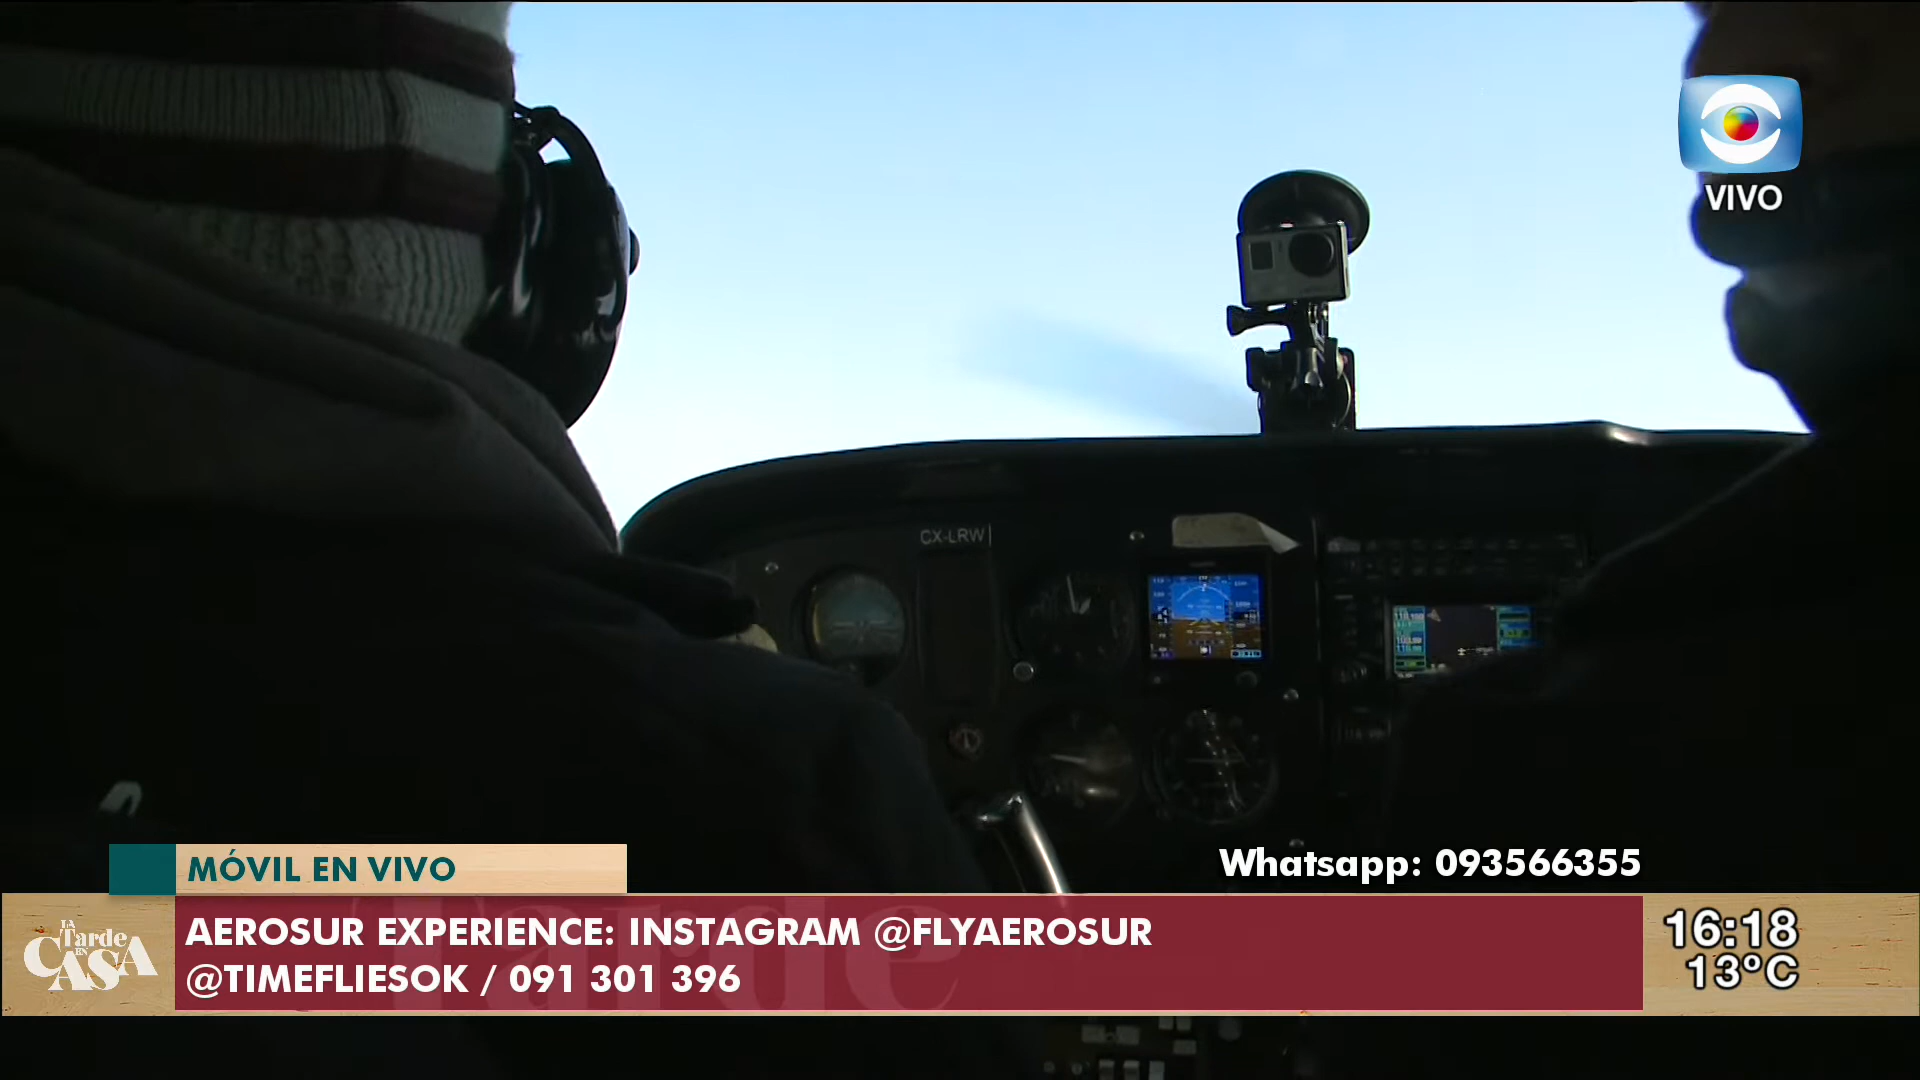 VIVO
CX-LRW
MÓVIL EN VIVO
Whatsapp: 093566355
LA
Tarde
EN
CASA
AEROSUR EXPERIENCE: INSTAGRAM @FLYAEROSUR
@TIMEFLIESOK / 091 301 396
16:18
13°C